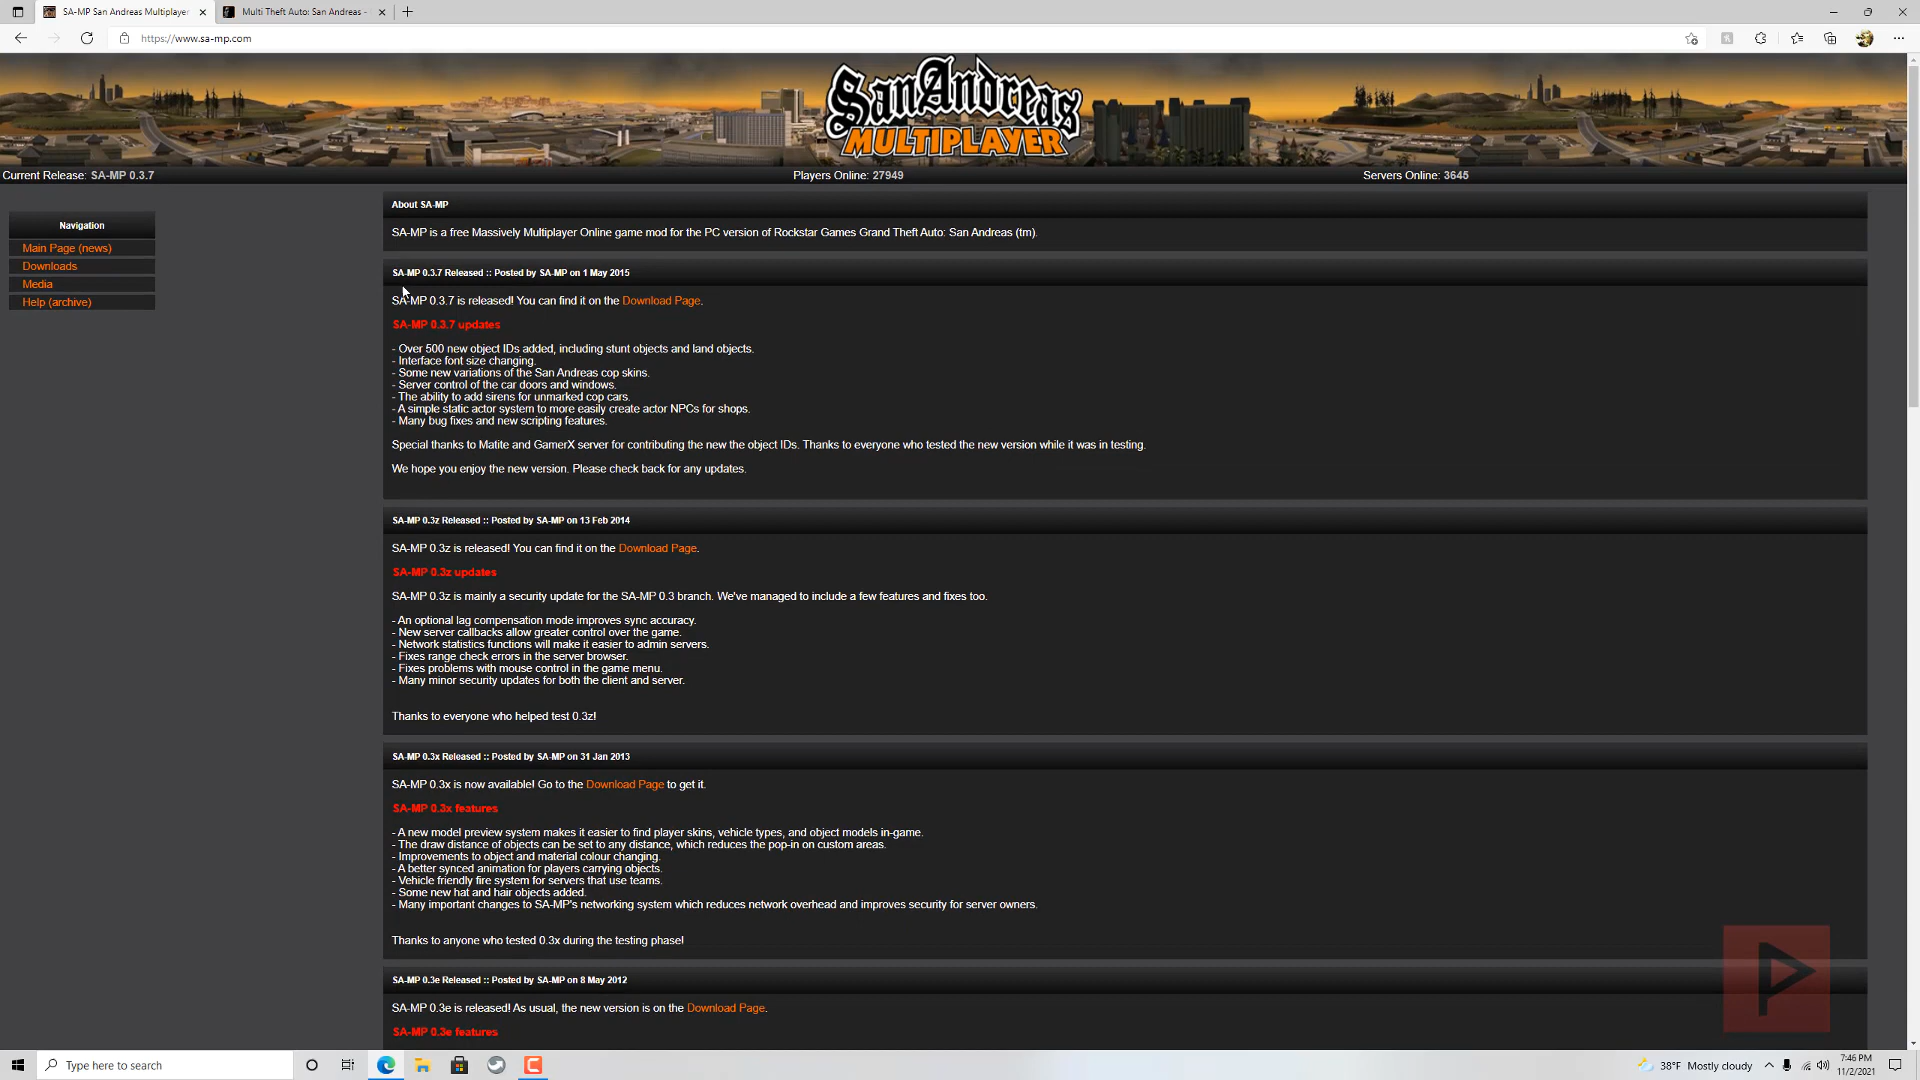 SA-MP San Andreas Multiplayer
Multi Theft Auto: San Andreas -
https://www.sa-mp.com
San Andreas
MULTIPLAYER
Current Release: SA-MP 0.3.7
Players Online: 27949
Servers Online: 3645
Navigation
Main Page (news)
Downloads
Media
Help (archive)
About SA-MP
SA-MP is a free Massively Multiplayer Online game mod for the PC version of Rockstar Games Grand Theft Auto: San Andreas (tm).
SA-MP 0.3.7 Released :: Posted by SA-MP on 1 May 2015
SA-MP 0.3.7 is released! You can find it on the Download Page.
SA-MP 0.3.7 updates
- Over 500 new object IDs added, including stunt objects and land objects.
- Interface font size changing.
- Some new variations of the San Andreas cop skins.
- Server control of the car doors and windows.
- The ability to add sirens for unmarked cop cars.
- A simple static actor system to more easily create actor NPCs for shops.
- Many bug fixes and new scripting features.
Special thanks to Matite and GamerX server for contributing the new the object IDs. Thanks to everyone who tested the new version while it was in testing.
We hope you enjoy the new version. Please check back for any updates.
SA-MP 0.3z Released :: Posted by SA-MP on 13 Feb 2014
SA-MP 0.3z is released! You can find it on the Download Page.
SA-MP 0.3z updates
SA-MP 0.3z is mainly a security update for the SA-MP 0.3 branch. We've managed to include a few features and fixes too.
- An optional lag compensation mode improves sync accuracy.
- New server callbacks allow greater control over the game.
- Network statistics functions will make it easier to admin servers.
- Fixes range check errors in the server browser.
- Fixes problems with mouse control in the game menu.
- Many minor security updates for both the client and server.
Thanks to everyone who helped test 0.3z!
SA-MP 0.3x Released :: Posted by SA-MP on 31 Jan 2013
SA-MP 0.3x is now available! Go to the Download Page to get it.
SA-MP 0.3x features
- A new model preview system makes it easier to find player skins, vehicle types, and object models in-game.
- The draw distance of objects can be set to any distance, which reduces the pop-in on custom areas.
- Improvements to object and material colour changing.
- A better synced animation for players carrying objects.
- Vehicle friendly fire system for servers that use teams.
- Some new hat and hair objects added.
- Many important changes to SA-MP's networking system which reduces network overhead and improves security for server owners.
Thanks to anyone who tested 0.3x during the testing phase!
SA-MP 0.3e Released :: Posted by SA-MP on 8 May 2012
SA-MP 0.3e is released! As usual, the new version is on the Download Page.
SA-MP 0.3e features
Type here to search
38°F Mostly cloudy
7:46 PM
11/2/2021